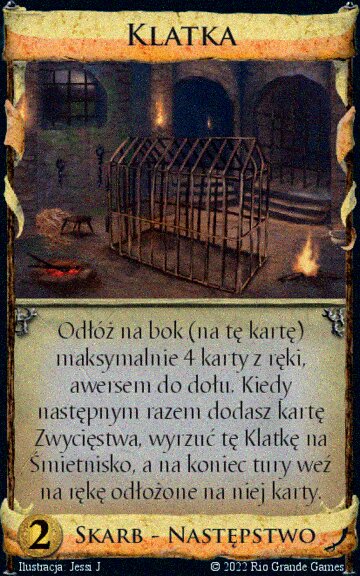 Klatka
Odłóż na bok (na tę kartę)
maksymalnie 4 karty z ręki,
awersem do dołu. Kiedy
następnym razem dodasz kartę
Zwycięstwa, wyrzuć tę Klatkę na
Śmietnisko, a na koniec tury weź
na rękę odłożone na niej karty.
2 Skarb - Następstwo
Ilustracja: Jessi J © 2022 Rio Grande Games